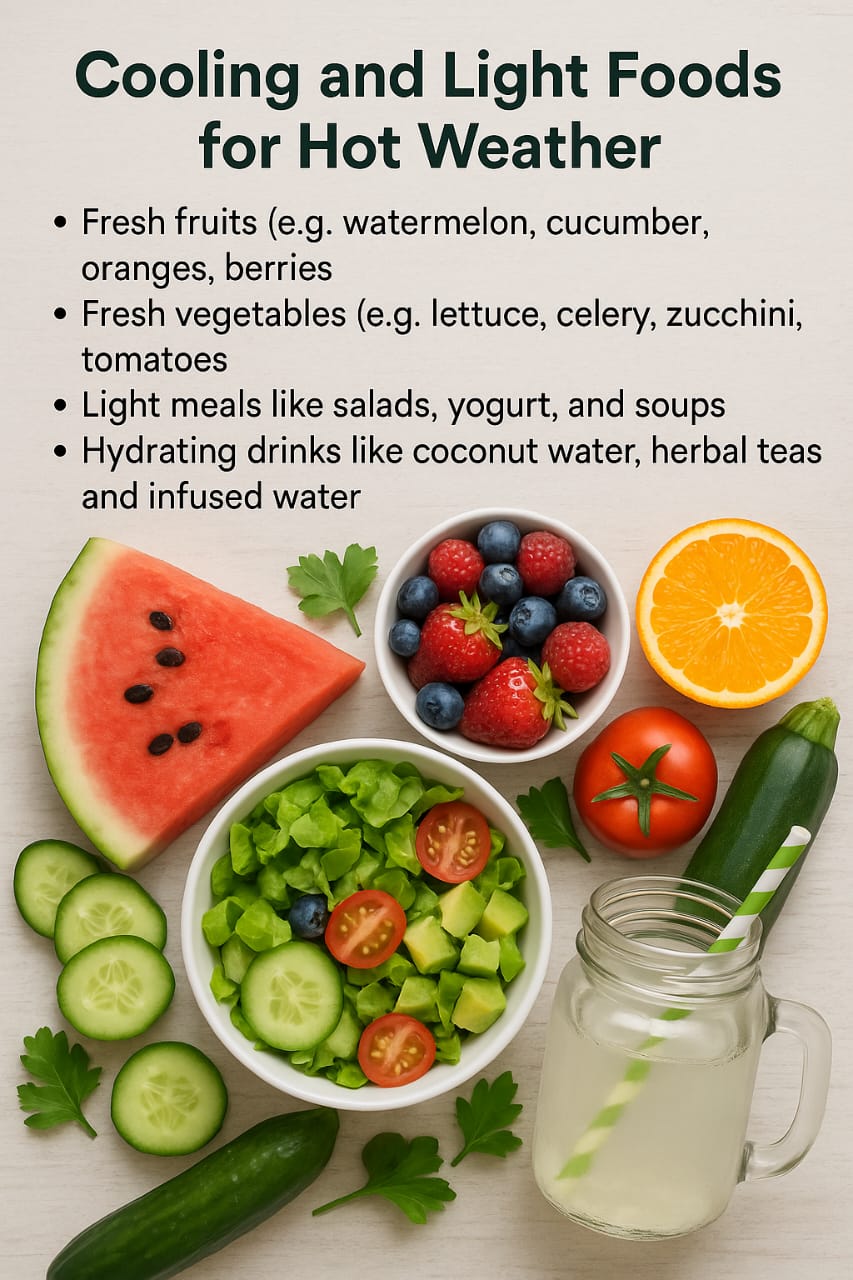 Cooling and Light Foods
for Hot Weather
• Fresh fruits (e.g. watermelon, cucumber,
oranges, berries
• Fresh vegetables (e.g. lettuce, celery, zucchini,
tomatoes
• Light meals like salads, yogurt, and soups
• Hydrating drinks like coconut water, herbal teas
and infused water